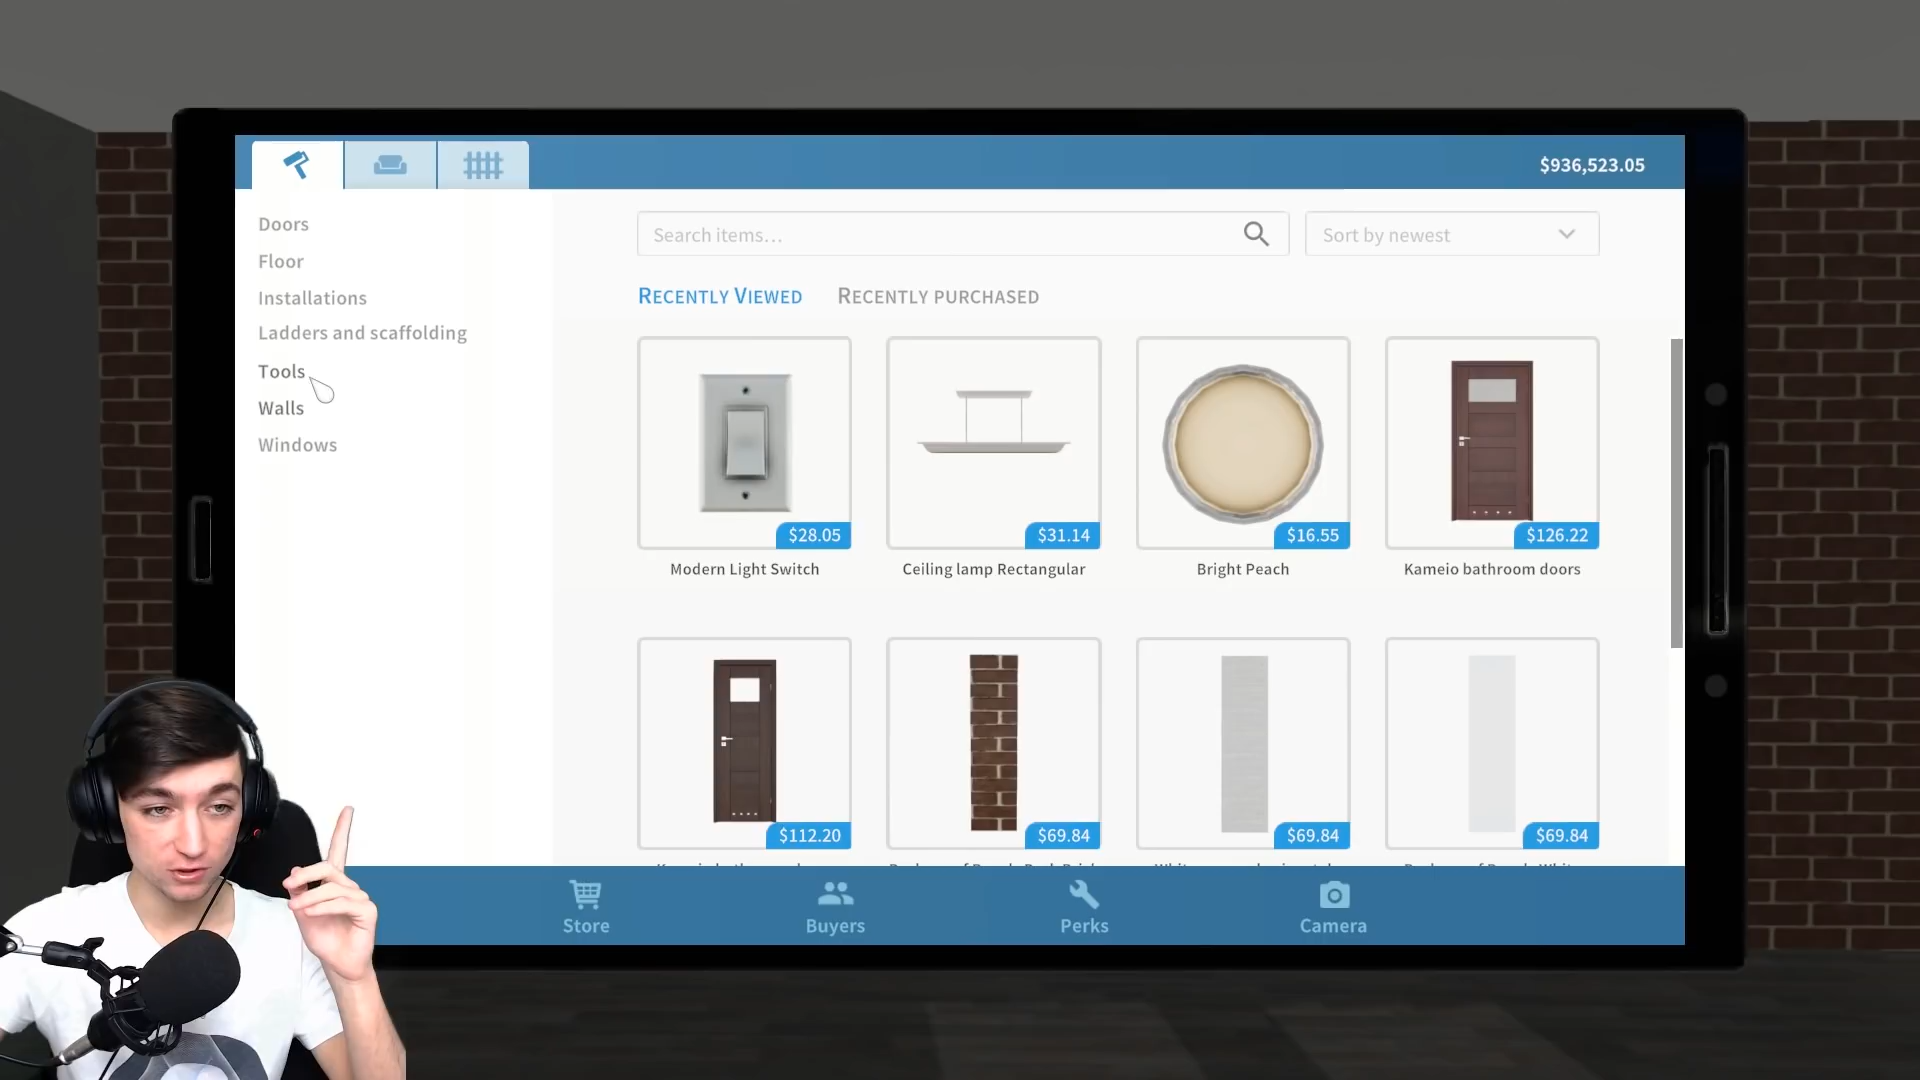 $936,523.05
Doors
Floor
Installations
Ladders and scaffolding
Tools
Walls
Windows
Search items...
Sort by newest
RECENTLY VIEWED
RECENTLY PURCHASED
$28.05
$31.14
$16.55
$126.22
Modern Light Switch
Ceiling lamp Rectangular
Bright Peach
Kameio bathroom doors
$112.20
$69.84
$69.84
$69.84
Store
Buyers
Perks
Camera